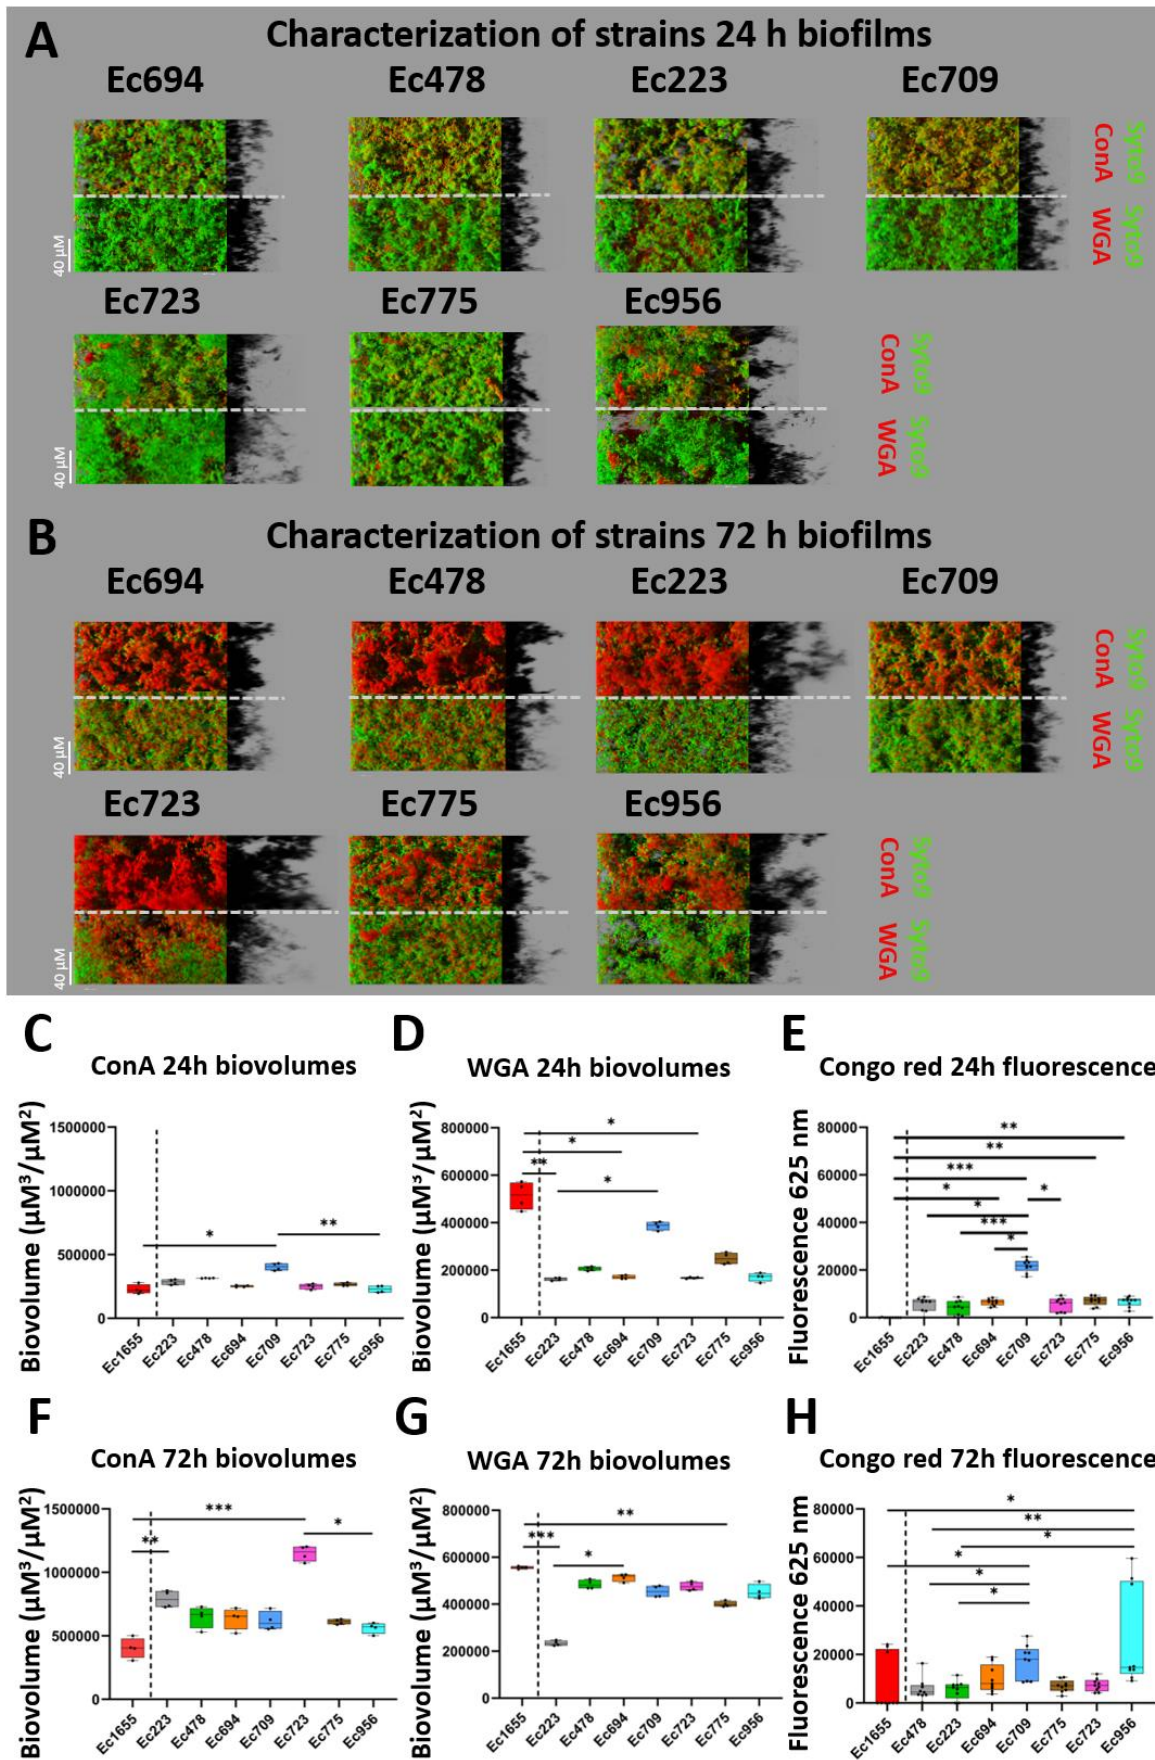 A
Characterization of strains 24 h biofilms
Ec694 Ec478 Ec223 Ec709
Syto9 ConA
Syto9 WGA
40 µM
Ec723 Ec775 Ec956
Syto9 ConA
Syto9 WGA
40 µM
B
Characterization of strains 72 h biofilms
Ec694 Ec478 Ec223 Ec709
Syto9 ConA
Syto9 WGA
40 µM
Ec723 Ec775 Ec956
Syto9 ConA
Syto9 WGA
40 µM
C
ConA 24h biovolumes
Biovolume (µM³/µM²)
1500000
1000000
500000
0
* **
Ec1655 Ec223 Ec478 Ec694 Ec709 Ec723 Ec775 Ec956
D
WGA 24h biovolumes
Biovolume (µM³/µM²)
800000
600000
400000
200000
0
*
*
**
*
Ec1655 Ec223 Ec478 Ec694 Ec709 Ec723 Ec775 Ec956
E
Congo red 24h fluorescence
Fluorescence 625 nm
80000
60000
40000
20000
0
**
**
***
* *
*
***
*
Ec1655 Ec223 Ec478 Ec694 Ec709 Ec723 Ec775 Ec956
F
ConA 72h biovolumes
Biovolume (µM³/µM²)
1500000
1000000
500000
0
***
** *
Ec1655 Ec223 Ec478 Ec694 Ec709 Ec723 Ec775 Ec956
G
WGA 72h biovolumes
Biovolume (µM³/µM²)
800000
600000
400000
200000
0
**
***
*
Ec1655 Ec223 Ec478 Ec694 Ec709 Ec723 Ec775 Ec956
H
Congo red 72h fluorescence
Fluorescence 625 nm
80000
60000
40000
20000
0
*
**
*
*
*
*
Ec1655 Ec478 Ec223 Ec694 Ec709 Ec775 Ec723 Ec956